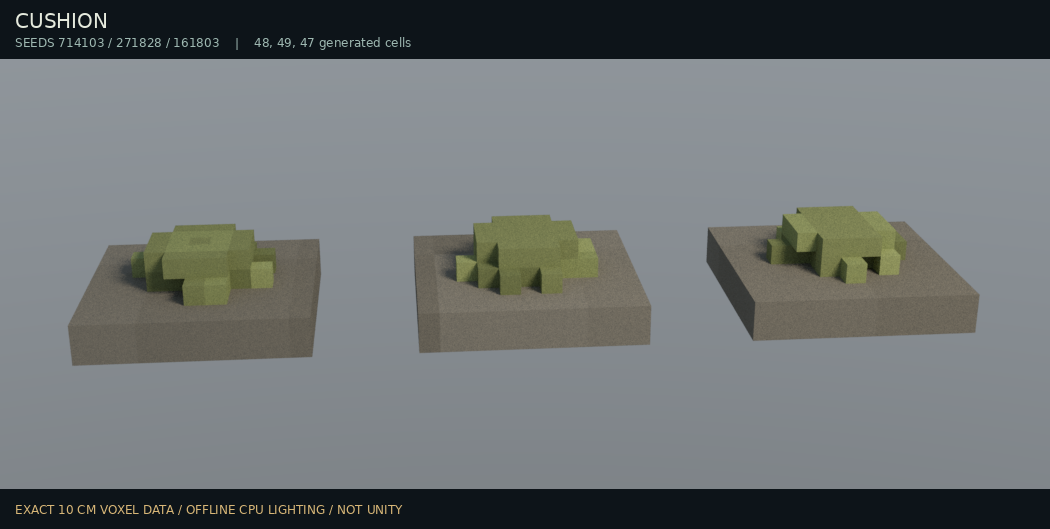 CUSHION
SEEDS 714103 / 271828 / 161803 | 48, 49, 47 generated cells
EXACT 10 CM VOXEL DATA / OFFLINE CPU LIGHTING / NOT UNITY